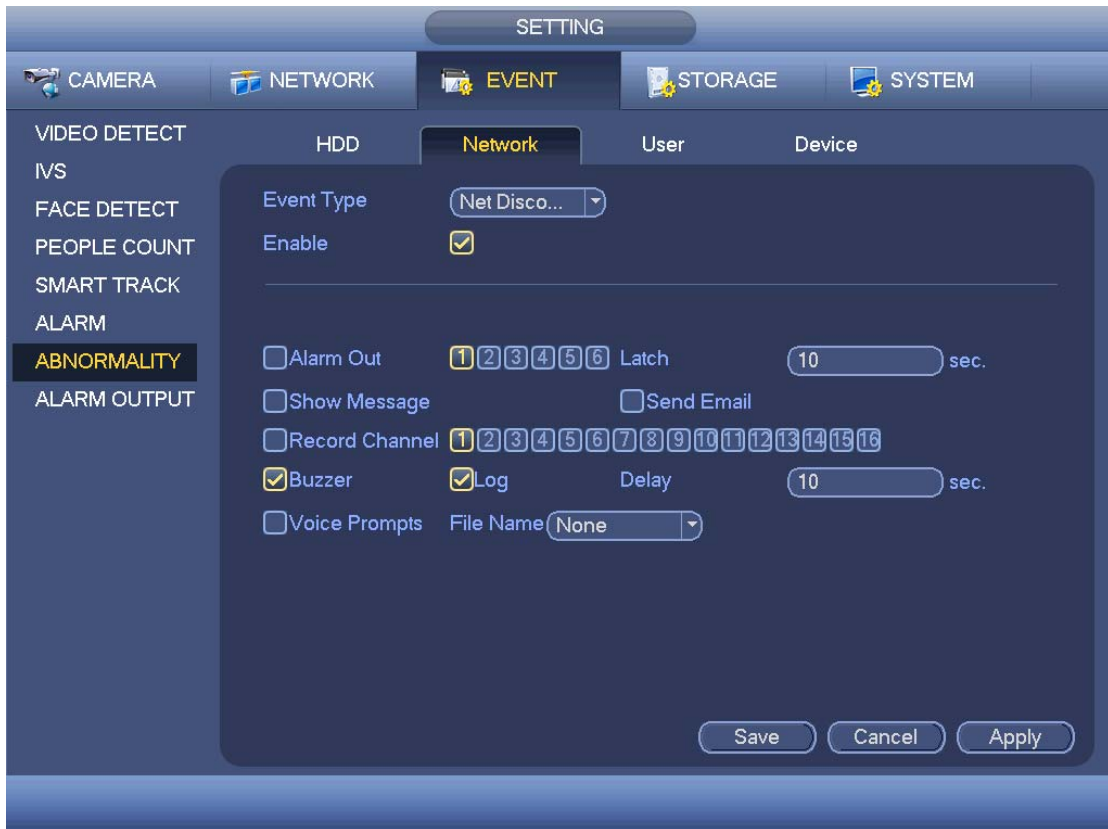 SETTING
CAMERA NETWORK EVENT STORAGE SYSTEM
VIDEO DETECT
IVS
FACE DETECT
PEOPLE COUNT
SMART TRACK
ALARM
ABNORMALITY
ALARM OUTPUT
HDD Network User Device
Event Type Net Disco...
Enable
Alarm Out 1 2 3 4 5 6 Latch 10 sec.
Show Message Send Email
Record Channel 1 2 3 4 5 6 7 8 9 10 11 12 13 14 15 16
Buzzer Log Delay 10 sec.
Voice Prompts File Name None
Save Cancel Apply